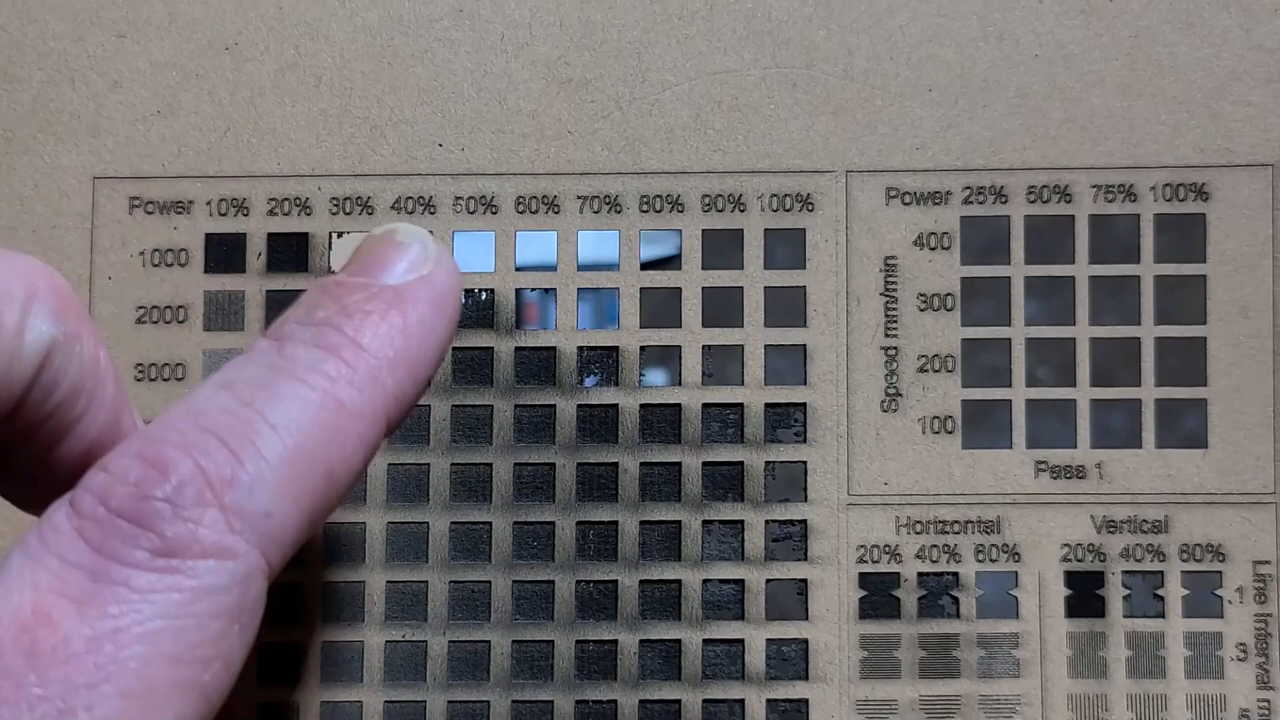 Power 10% 20% 30% 40% 50% 60% 70% 80% 90% 100%
1000
2000
3000
Power 25% 50% 75% 100%
400
300
200
100
Speed mm/min
Pass 1
Horizontal Vertical
20% 40% 60% 20% 40% 60%
.1
Line Interval